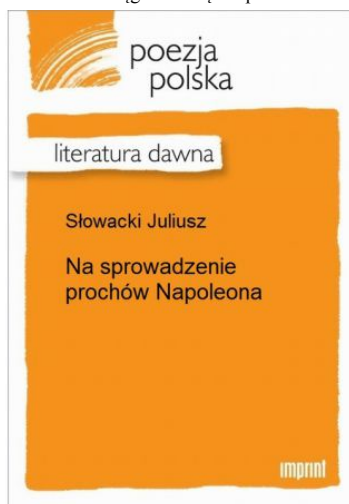 poezja
polska
literatura dawna
Słowacki Juliusz
Na sprowadzenie
prochów Napoleona
imprint